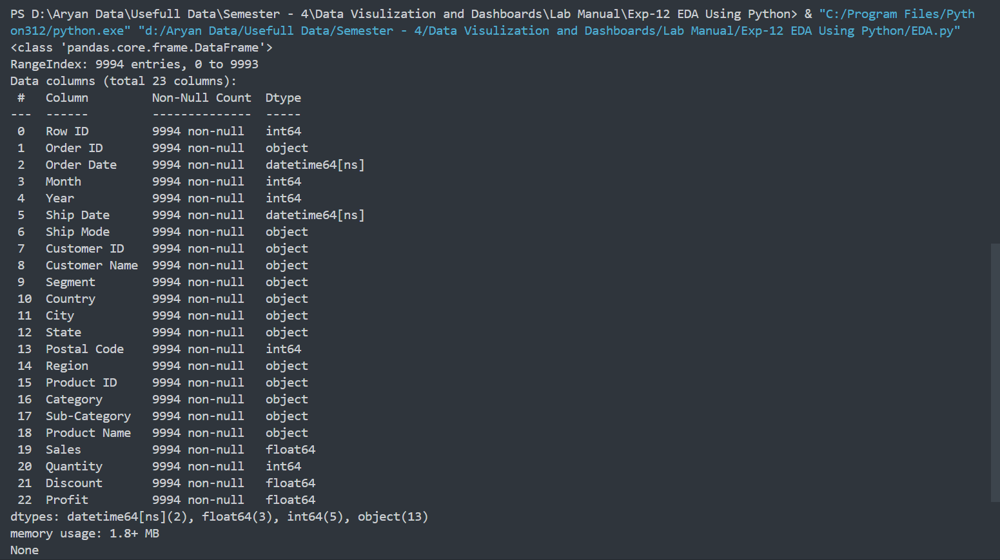 PS D:\Aryan Data\Usefull Data\Semester - 4\Data Visulization and Dashboards\Lab Manual\Exp-12 EDA Using Python> & "C:/Program Files/Pyth
on312/python.exe" "d:/Aryan Data/Usefull Data/Semester - 4/Data Visulization and Dashboards/Lab Manual/Exp-12 EDA Using Python/EDA.py"
<class 'pandas.core.frame.DataFrame'>
RangeIndex: 9994 entries, 0 to 9993
Data columns (total 23 columns):
 #   Column         Non-Null Count  Dtype
---  ------         --------------  -----
 0   Row ID         9994 non-null   int64
 1   Order ID       9994 non-null   object
 2   Order Date     9994 non-null   datetime64[ns]
 3   Month          9994 non-null   int64
 4   Year           9994 non-null   int64
 5   Ship Date      9994 non-null   datetime64[ns]
 6   Ship Mode      9994 non-null   object
 7   Customer ID    9994 non-null   object
 8   Customer Name  9994 non-null   object
 9   Segment        9994 non-null   object
 10  Country        9994 non-null   object
 11  City           9994 non-null   object
 12  State          9994 non-null   object
 13  Postal Code    9994 non-null   int64
 14  Region         9994 non-null   object
 15  Product ID     9994 non-null   object
 16  Category       9994 non-null   object
 17  Sub-Category   9994 non-null   object
 18  Product Name   9994 non-null   object
 19  Sales          9994 non-null   float64
 20  Quantity       9994 non-null   int64
 21  Discount       9994 non-null   float64
 22  Profit         9994 non-null   float64
dtypes: datetime64[ns](2), float64(3), int64(5), object(13)
memory usage: 1.8+ MB
None